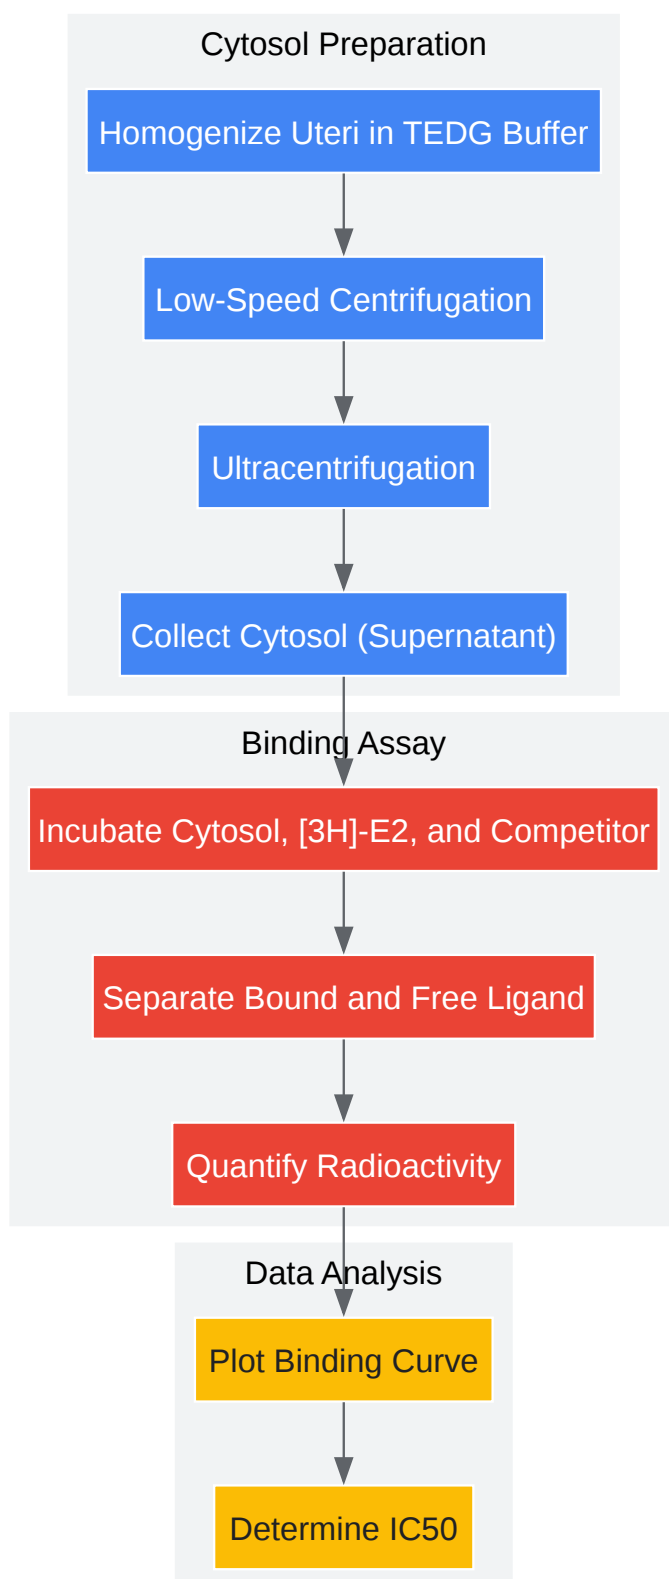 Cytosol Preparation
Homogenize Uteri in TEDG Buffer
Low-Speed Centrifugation
Ultracentrifugation
Collect Cytosol (Supernatant)
Binding Assay
Incubate Cytosol, [3H]-E2, and Competitor
Separate Bound and Free Ligand
Quantify Radioactivity
Data Analysis
Plot Binding Curve
Determine IC50